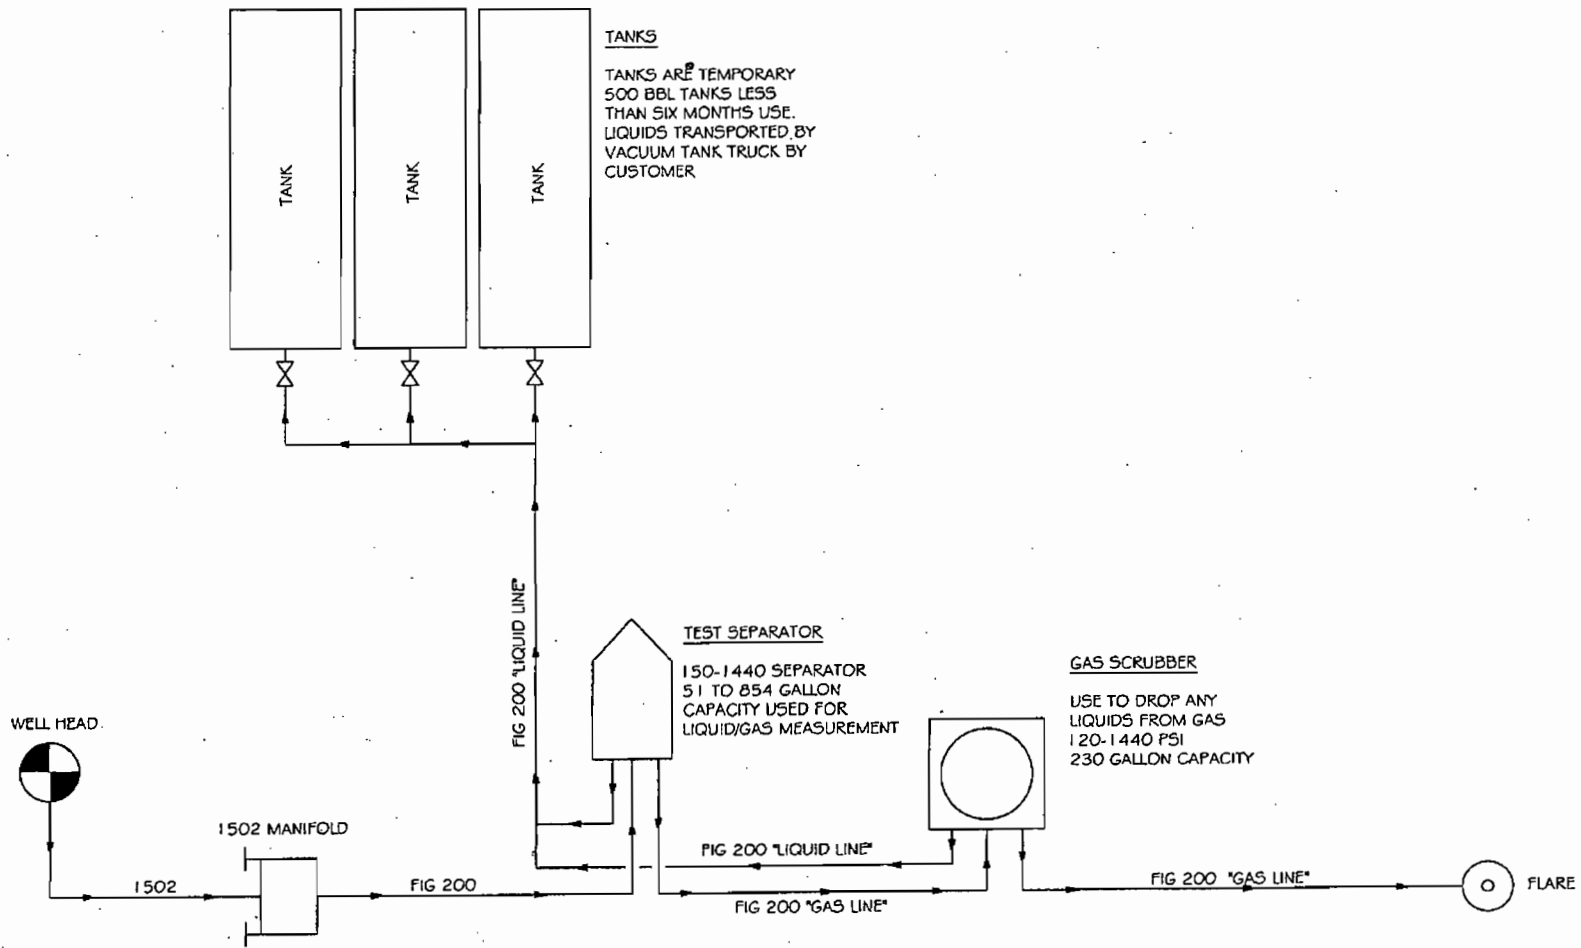 TANKS
TANKS ARE TEMPORARY
500 BBL TANKS LESS
THAN SIX MONTHS USE.
LIQUIDS TRANSPORTED BY
VACUUM TANK TRUCK BY
CUSTOMER
TANK
TANK
TANK
FIG 200 "LIQUID LINE"
TEST SEPARATOR
150-1440 SEPARATOR
51 TO 854 GALLON
CAPACITY USED FOR
LIQUID/GAS MEASUREMENT
GAS SCRUBBER
USE TO DROP ANY
LIQUIDS FROM GAS
120-1440 PSI
230 GALLON CAPACITY
WELL HEAD
1502 MANIFOLD
1502
FIG 200
FIG 200 "LIQUID LINE"
FIG 200 "GAS LINE"
FIG 200 "GAS LINE"
FLARE